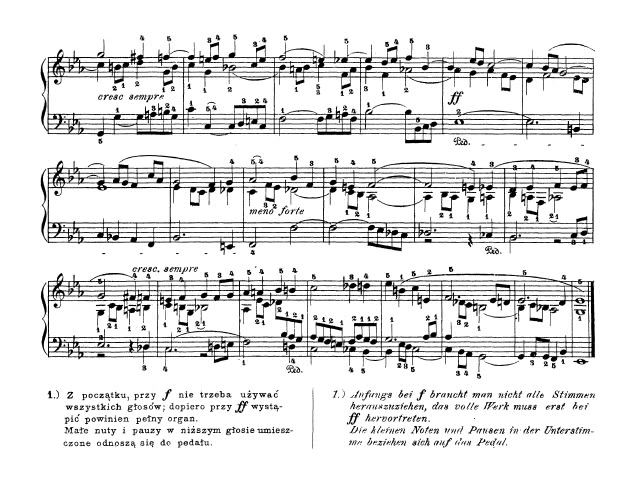 cresc sempre
ff
Ped.
meno forte
Ped.
cresc. sempre
Ped.
1.) Z początku, przy f nie trzeba używać
wszystkich głosów; dopiero przy ff wystą-
pić powinien pełny organ.
Małe nuty i pauzy w niższym głosie umiesz-
czone odnoszą się do pedału.
1.) Anfangs bei f braucht man nicht alle Stimmen
herauszuziehen, das volle Werk muss erst bei
ff hervortreten.
Die kleinen Noten und Pausen in der Unterstim-
me beziehen sich auf das Pedal.